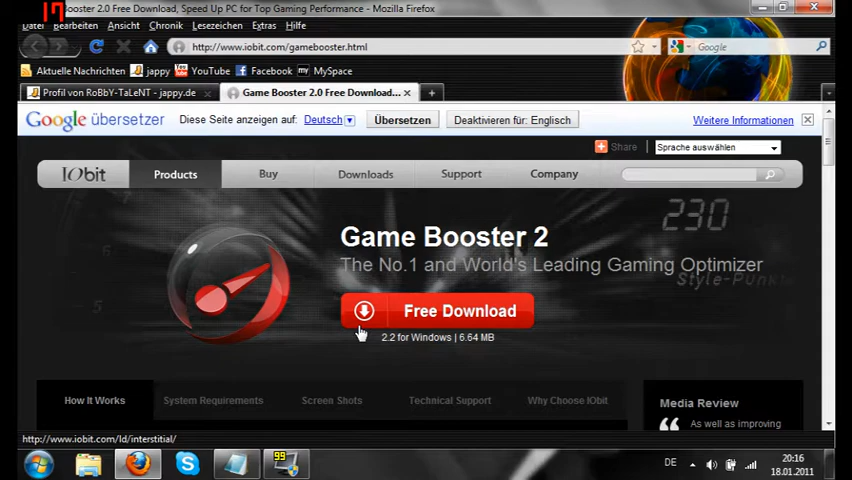 17
Booster 2.0 Free Download, Speed Up PC for Top Gaming Performance - Mozilla Firefox
Datei Bearbeiten Ansicht Chronik Lesezeichen Extras Hilfe
http://www.iobit.com/gamebooster.html
Google
Aktuelle Nachrichten jappy YouTube Facebook my MySpace
Profil von RoBbY-TaLeNT - jappy.de
Game Booster 2.0 Free Download...
Google übersetzer Diese Seite anzeigen auf: Deutsch Übersetzen Deaktivieren für: Englisch Weitere Informationen
Share Sprache auswählen
IObit Products Buy Downloads Support Company
230
Game Booster 2
The No.1 and World's Leading Gaming Optimizer
Style-Punk
Free Download
2.2 for Windows | 6.64 MB
How It Works System Requirements Screen Shots Technical Support Why Choose IObit
Media Review
As well as improving
http://www.iobit.com/ld/interstitial/
99
DE
20:16
18.01.2011